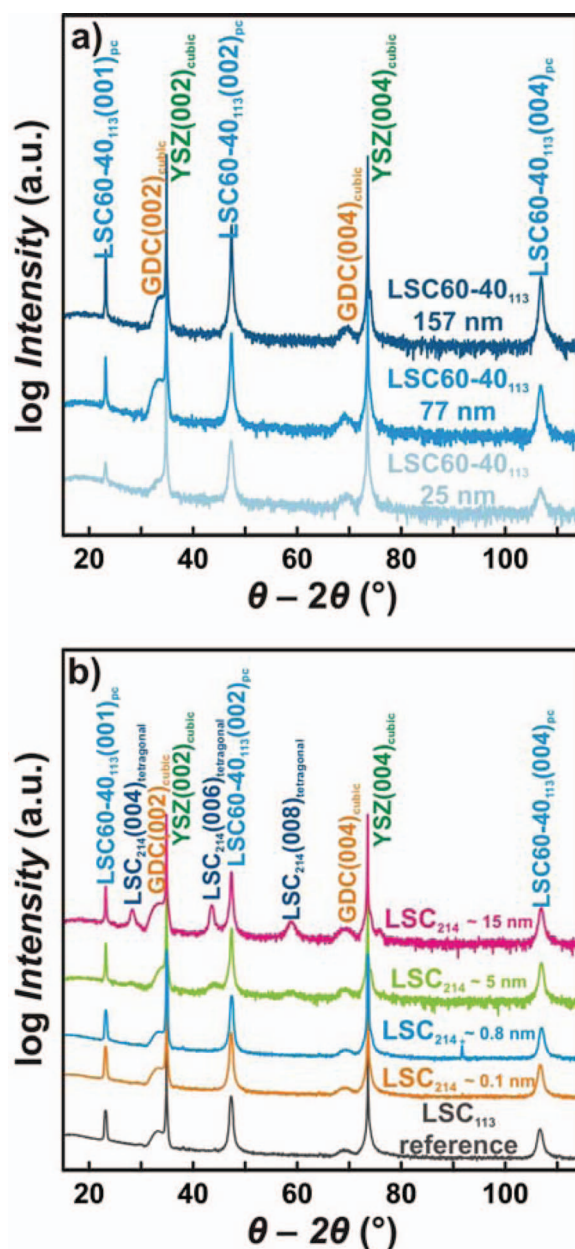 a)
LSC60-40₁₁₃(001)pc
GDC(002)cubic
YSZ(002)cubic
LSC60-40₁₁₃(002)pc
GDC(004)cubic
YSZ(004)cubic
LSC60-40₁₁₃(004)pc
log Intensity (a.u.)
LSC60-40₁₁₃
157 nm
LSC60-40₁₁₃
77 nm
LSC60-40₁₁₃
25 nm
20 40 60 80 100
θ – 2θ (°)
b)
LSC60-40₁₁₃(001)pc
LSC₂₁₄(004)tetragonal
GDC(002)cubic
YSZ(002)cubic
LSC₂₁₄(006)tetragonal
LSC60-40₁₁₃(002)pc
LSC₂₁₄(008)tetragonal
GDC(004)cubic
YSZ(004)cubic
LSC60-40₁₁₃(004)pc
log Intensity (a.u.)
LSC₂₁₄ ~ 15 nm
LSC₂₁₄ ~ 5 nm
LSC₂₁₄ ~ 0.8 nm
LSC₂₁₄ ~ 0.1 nm
LSC₁₁₃
reference
20 40 60 80 100
θ – 2θ (°)